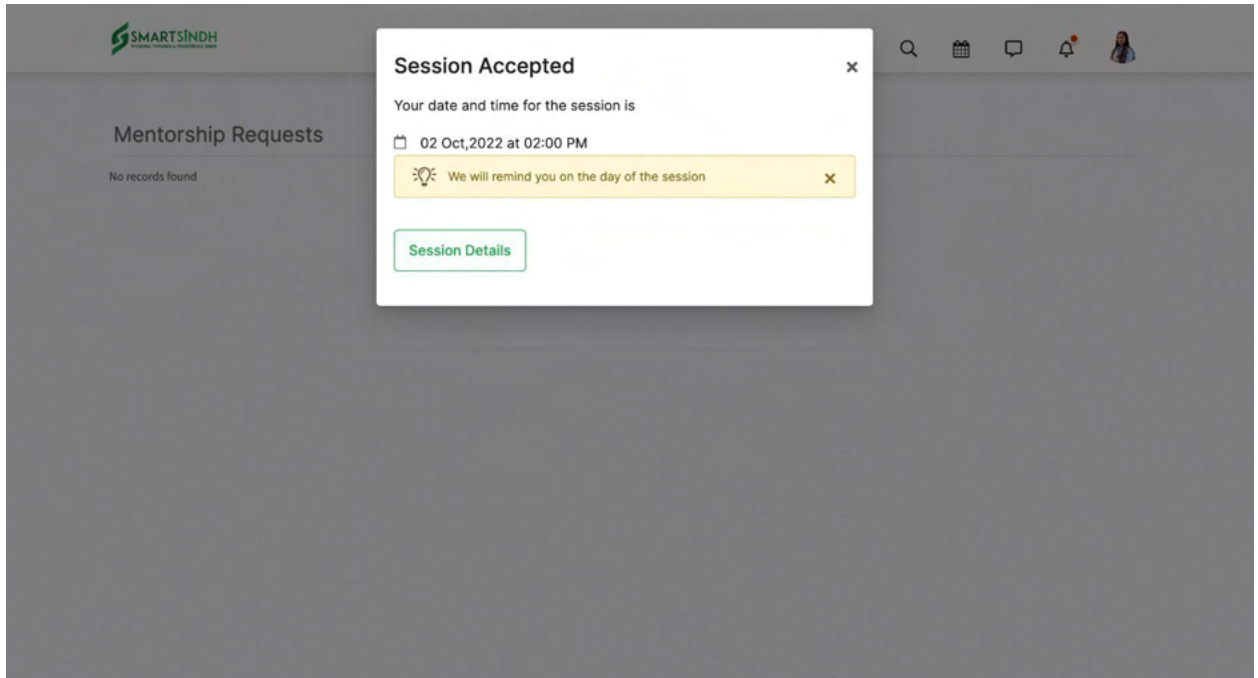 SMARTSINDH
Session Accepted
Your date and time for the session is
02 Oct,2022 at 02:00 PM
We will remind you on the day of the session
Session Details
Mentorship Requests
No records found